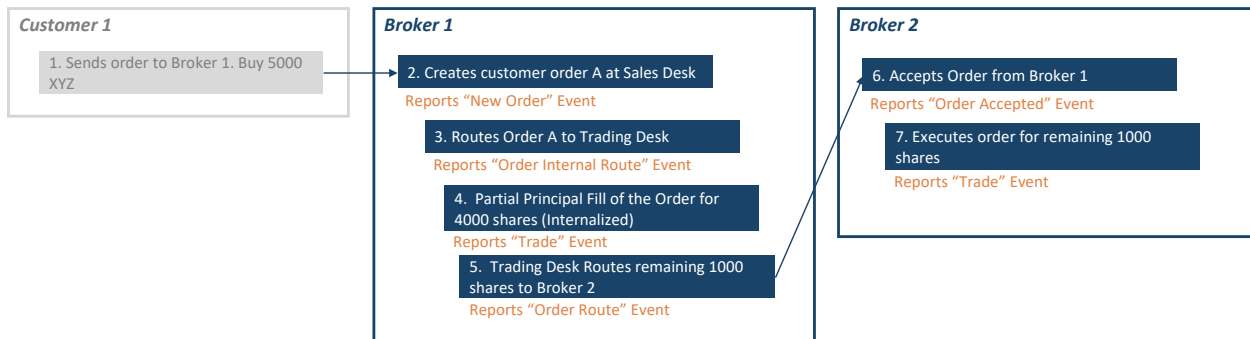 Customer 1
1. Sends order to Broker 1. Buy 5000
XYZ
Broker 1
2. Creates customer order A at Sales Desk
Reports “New Order” Event
3. Routes Order A to Trading Desk
Reports “Order Internal Route” Event
4. Partial Principal Fill of the Order for
4000 shares (Internalized)
Reports “Trade” Event
5. Trading Desk Routes remaining 1000
shares to Broker 2
Reports “Order Route” Event
Broker 2
6. Accepts Order from Broker 1
Reports “Order Accepted” Event
7. Executes order for remaining 1000
shares
Reports “Trade” Event